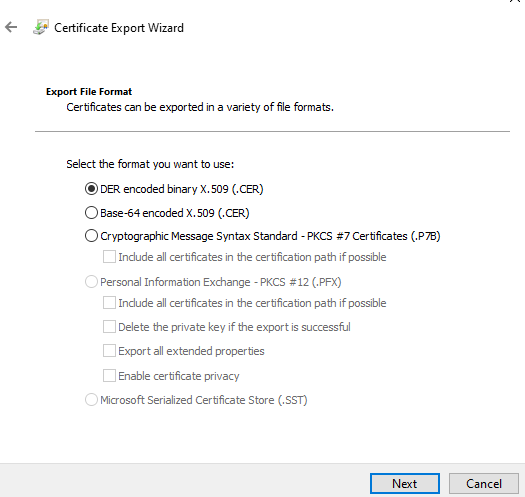 Certificate Export Wizard
Export File Format
Certificates can be exported in a variety of file formats.
Select the format you want to use:
DER encoded binary X.509 (.CER)
Base-64 encoded X.509 (.CER)
Cryptographic Message Syntax Standard - PKCS #7 Certificates (.P7B)
Include all certificates in the certification path if possible
Personal Information Exchange - PKCS #12 (.PFX)
Include all certificates in the certification path if possible
Delete the private key if the export is successful
Export all extended properties
Enable certificate privacy
Microsoft Serialized Certificate Store (.SST)
Next Cancel